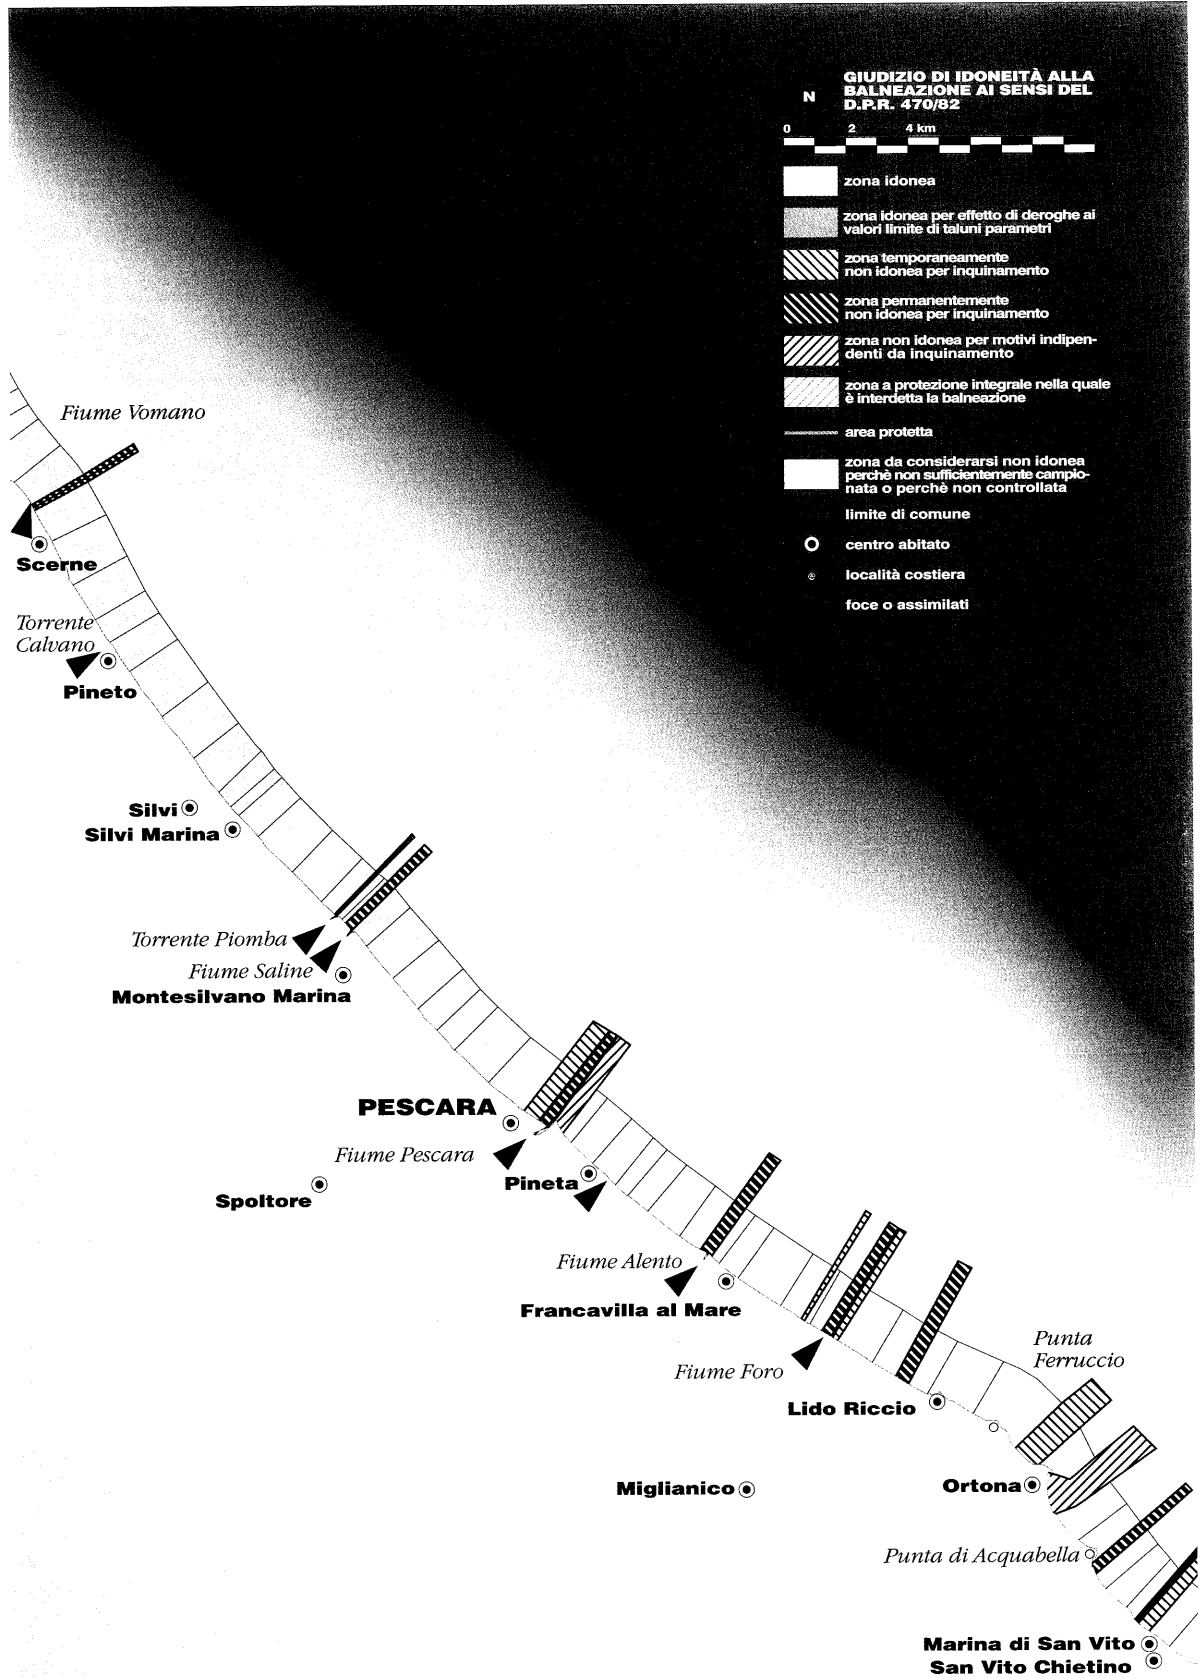 GIUDIZIO DI IDONEITÀ ALLA
BALNEAZIONE AI SENSI DEL
D.P.R. 470/82
N
0 2 4 km
zona idonea
zona idonea per effetto di deroghe ai
valori limite di taluni parametri
zona temporaneamente
non idonea per inquinamento
zona permanentemente
non idonea per inquinamento
zona non idonea per motivi indipen-
denti da inquinamento
zona a protezione integrale nella quale
è interdetta la balneazione
area protetta
zona da considerarsi non idonea
perchè non sufficientemente campio-
nata o perchè non controllata
limite di comune
centro abitato
località costiera
foce o assimilati
Fiume Vomano
Scerne
Torrente
Calvano
Pineto
Silvi
Silvi Marina
Torrente Piomba
Fiume Saline
Montesilvano Marina
PESCARA
Fiume Pescara
Pineta
Spoltore
Fiume Alento
Francavilla al Mare
Punta
Ferruccio
Fiume Foro
Lido Riccio
Ortona
Miglianico
Punta di Acquabella
Marina di San Vito
San Vito Chietino